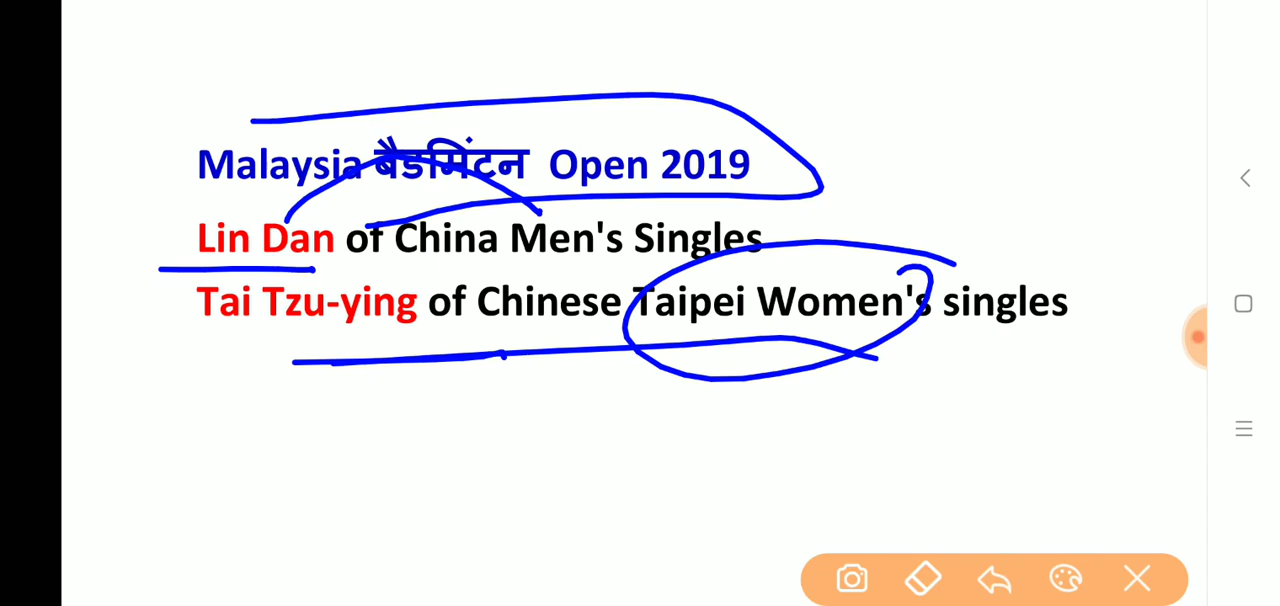 Malaysia बैडमिंटन Open 2019
Lin Dan of China Men's Singles
Tai Tzu-ying of Chinese Taipei Women's singles